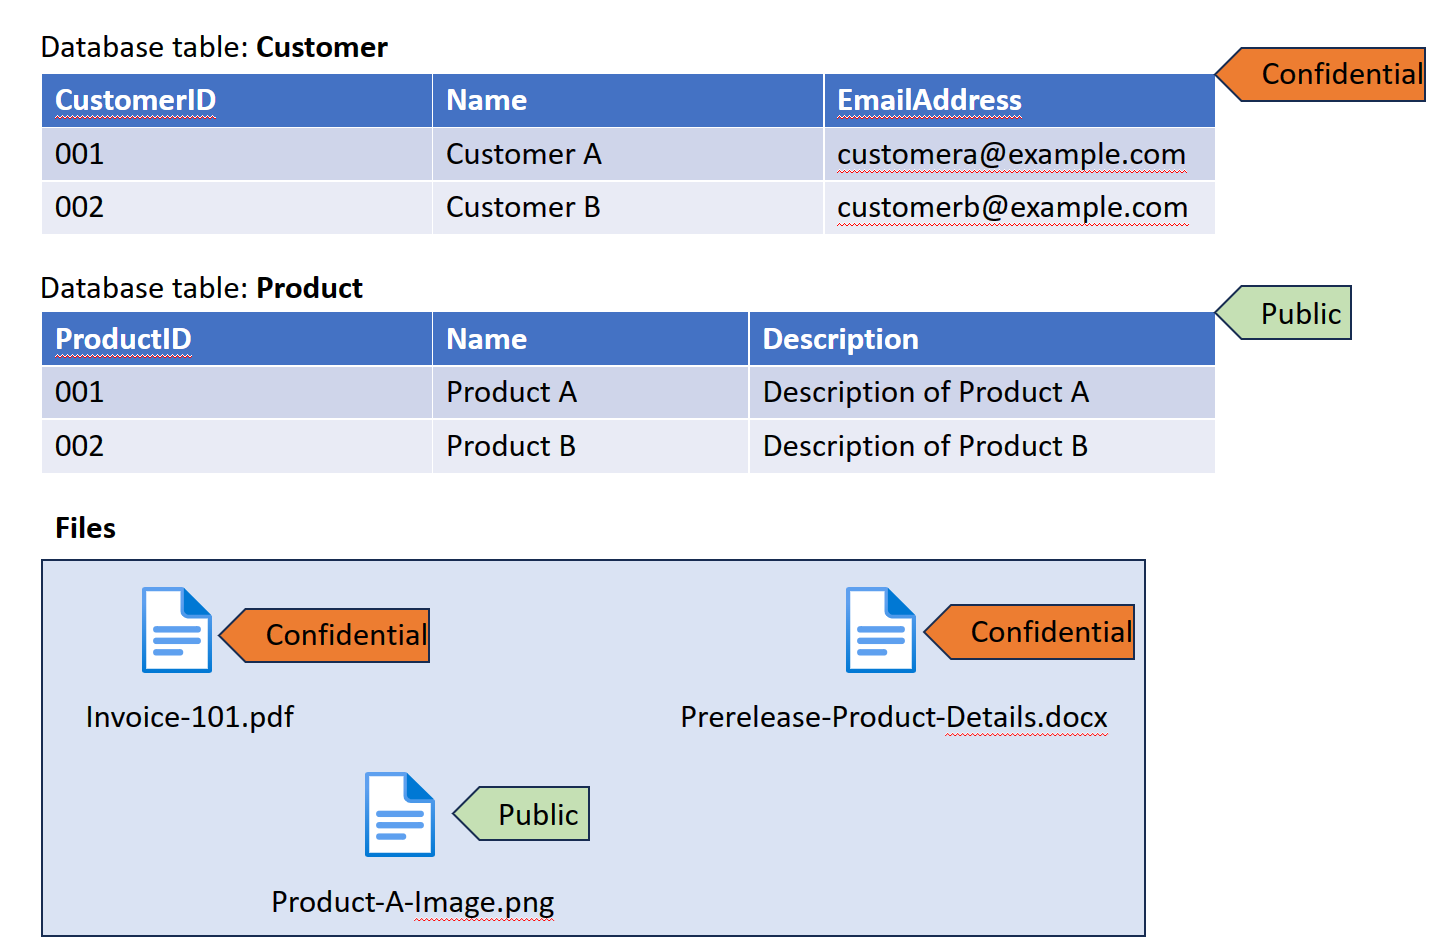 Database table: Customer
Confidential
CustomerID Name EmailAddress
001 Customer A customera@example.com
002 Customer B customerb@example.com
Database table: Product
Public
ProductID Name Description
001 Product A Description of Product A
002 Product B Description of Product B
Files
Confidential Confidential
Invoice-101.pdf Prerelease-Product-Details.docx
Public
Product-A-Image.png